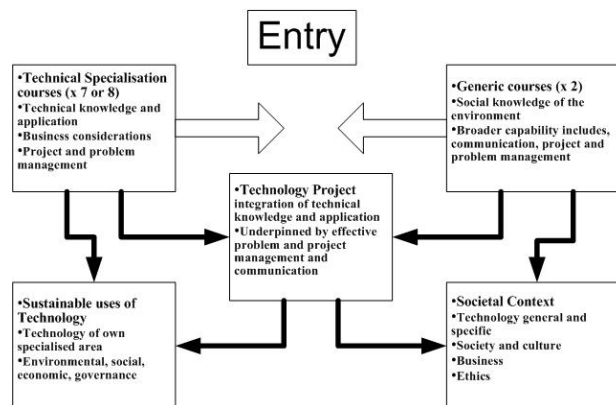 Entry
•Technical Specialisation
courses (x 7 or 8)
•Technical knowledge and
application
•Business considerations
•Project and problem
management
Generic courses (x 2)
•Social knowledge of the
environment
•Broader capability includes,
communication, project and
problem management
•Technology Project
integration of technical
knowledge and application
•Underpinned by effective
problem and project
management and
communication
•Sustainable uses of
Technology
•Technology of own
specialised area
•Environmental, social,
economic, governance
•Societal Context
•Technology general and
specific
•Society and culture
•Business
•Ethics